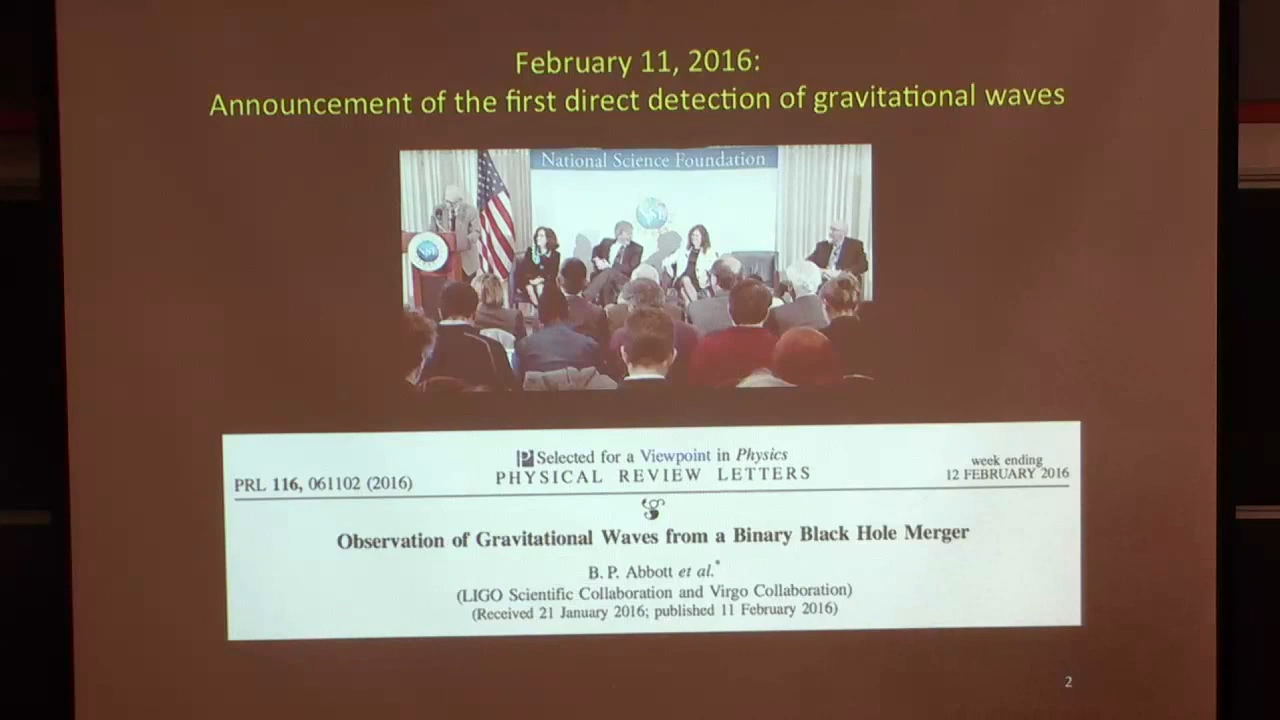 February 11, 2016:
Announcement of the first direct detection of gravitational waves
National Science Foundation
NSF
NSF
Selected for a Viewpoint in Physics
PHYSICAL REVIEW LETTERS
PRL 116, 061102 (2016)
week ending
12 FEBRUARY 2016
Observation of Gravitational Waves from a Binary Black Hole Merger
B. P. Abbott et al.*
(LIGO Scientific Collaboration and Virgo Collaboration)
(Received 21 January 2016; published 11 February 2016)
2